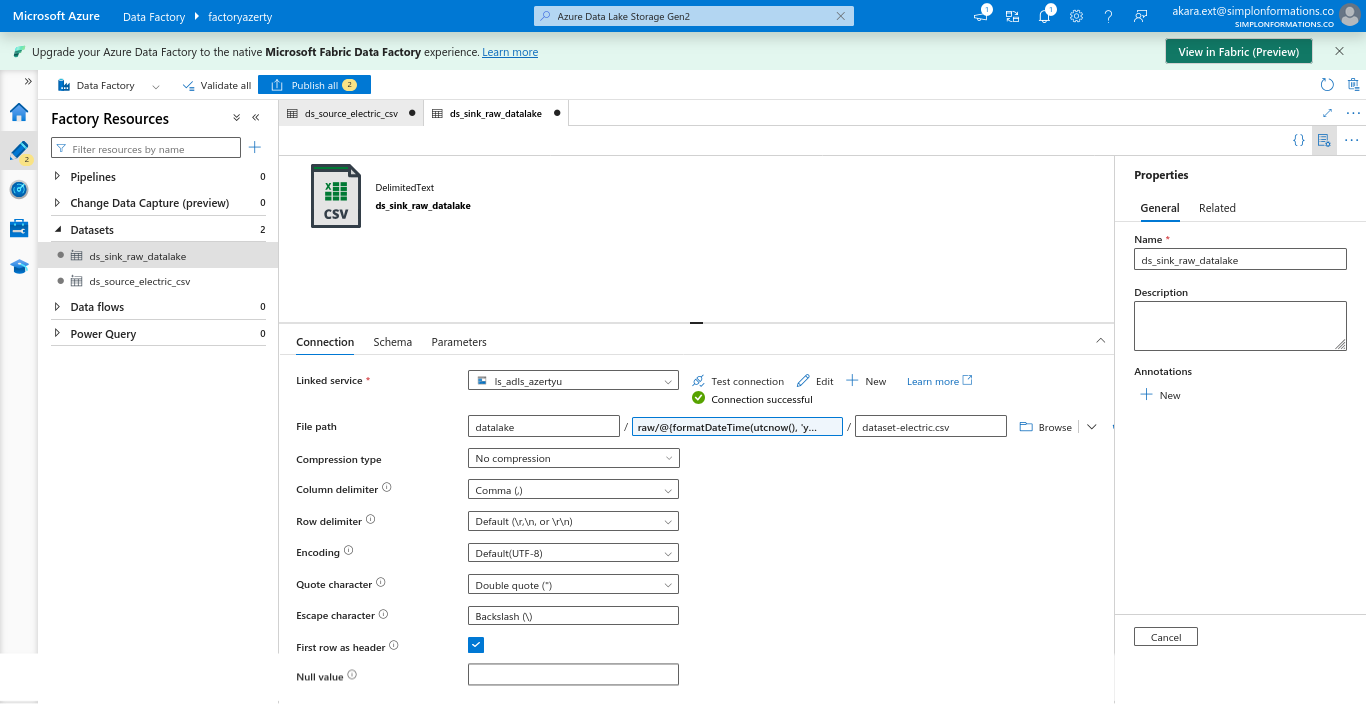 Microsoft Azure
Data Factory
factoryazerty
Azure Data Lake Storage Gen2
1
1
akara.ext@simplonformations.co
SIMPLONFORMATIONS.CO
Upgrade your Azure Data Factory to the native Microsoft Fabric Data Factory experience. Learn more
View in Fabric (Preview)
Data Factory
Validate all
Publish all 2
ds_source_electric_csv
ds_sink_raw_datalake
Factory Resources
Filter resources by name
2
Pipelines 0
Change Data Capture (preview) 0
Datasets 2
ds_sink_raw_datalake
ds_source_electric_csv
Data flows 0
Power Query 0
CSV
DelimitedText
ds_sink_raw_datalake
Connection
Schema
Parameters
Linked service *
ls_adls_azertyu
Test connection
Edit
New
Learn more
Connection successful
File path
datalake / raw/@{formatDateTime(utcnow(), 'y... / dataset-electric.csv
Browse
Compression type
No compression
Column delimiter
Comma (,)
Row delimiter
Default (\r,\n, or \r\n)
Encoding
Default(UTF-8)
Quote character
Double quote (")
Escape character
Backslash (\)
First row as header
Null value
Properties
General
Related
Name *
ds_sink_raw_datalake
Description
Annotations
New
Cancel